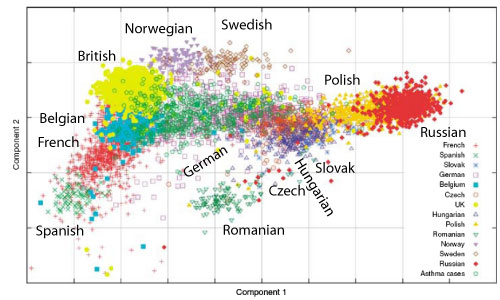 Norwegian
Swedish
British
Polish
Belgian
French
Russian
German
Slovak
Hungarian
Czech
Spanish
Romanian
Component 2
Component 1
French
Spanish
Slovak
German
Belgium
Czech
UK
Hungarian
Polish
Romanian
Norway
Sweden
Russian
Asthma cases